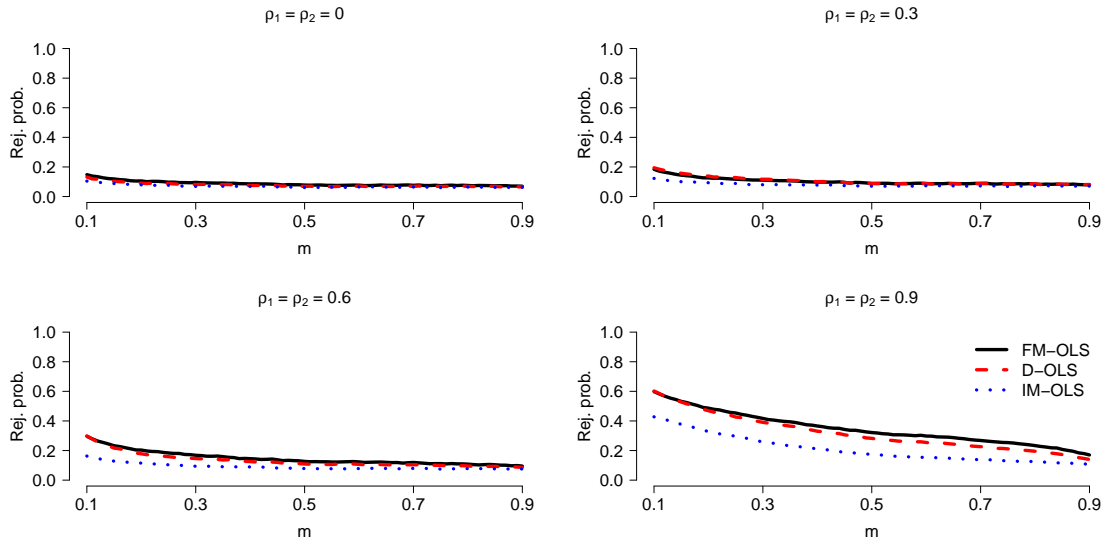 ρ₁ = ρ₂ = 0
Rej. prob.
1.0
0.8
0.6
0.4
0.2
0.0
0.1 0.3 0.5 0.7 0.9
m
ρ₁ = ρ₂ = 0.3
Rej. prob.
1.0
0.8
0.6
0.4
0.2
0.0
0.1 0.3 0.5 0.7 0.9
m
ρ₁ = ρ₂ = 0.6
Rej. prob.
1.0
0.8
0.6
0.4
0.2
0.0
0.1 0.3 0.5 0.7 0.9
m
ρ₁ = ρ₂ = 0.9
Rej. prob.
1.0
0.8
0.6
0.4
0.2
0.0
FM−OLS
D−OLS
IM−OLS
0.1 0.3 0.5 0.7 0.9
m